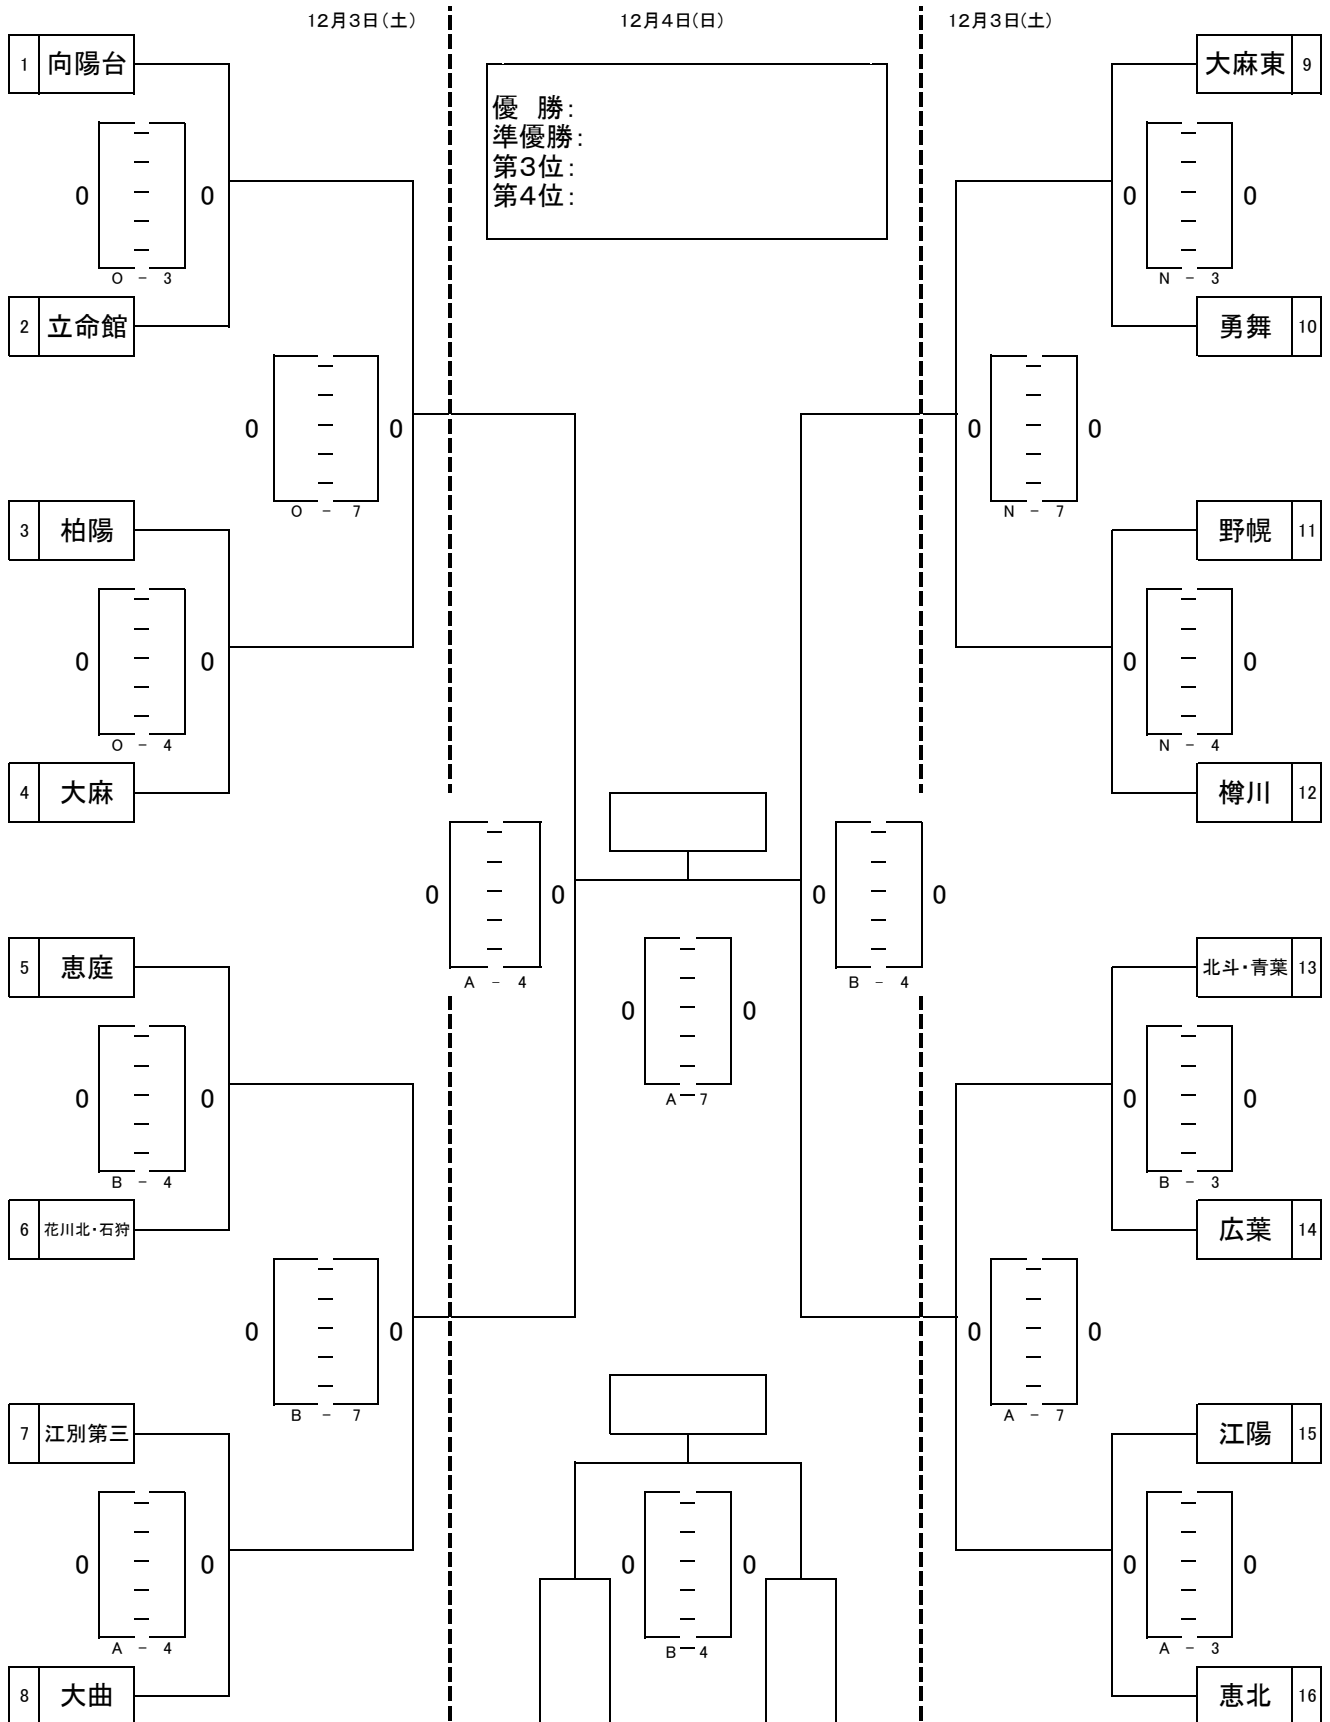 12月3日(土)
12月4日(日)
12月3日(土)
1 向陽台
大麻東 9
優 勝:
準優勝:
第3位:
第4位:
0 0
0 0
O - 3
N - 3
2 立命館
勇舞 10
0 0
0 0
O - 7
N - 7
3 柏陽
野幌 11
0 0
0 0
O - 4
N - 4
4 大麻
樽川 12
0 0
0 0
A - 4
B - 4
5 恵庭
北斗・青葉 13
0 0
A 7
0 0
0 0
B - 4
B - 3
6 花川北・石狩
広葉 14
0 0
0 0
B - 7
A - 7
7 江別第三
江陽 15
0 0
0 0
0 0
A - 4
B 4
A - 3
8 大曲
恵北 16